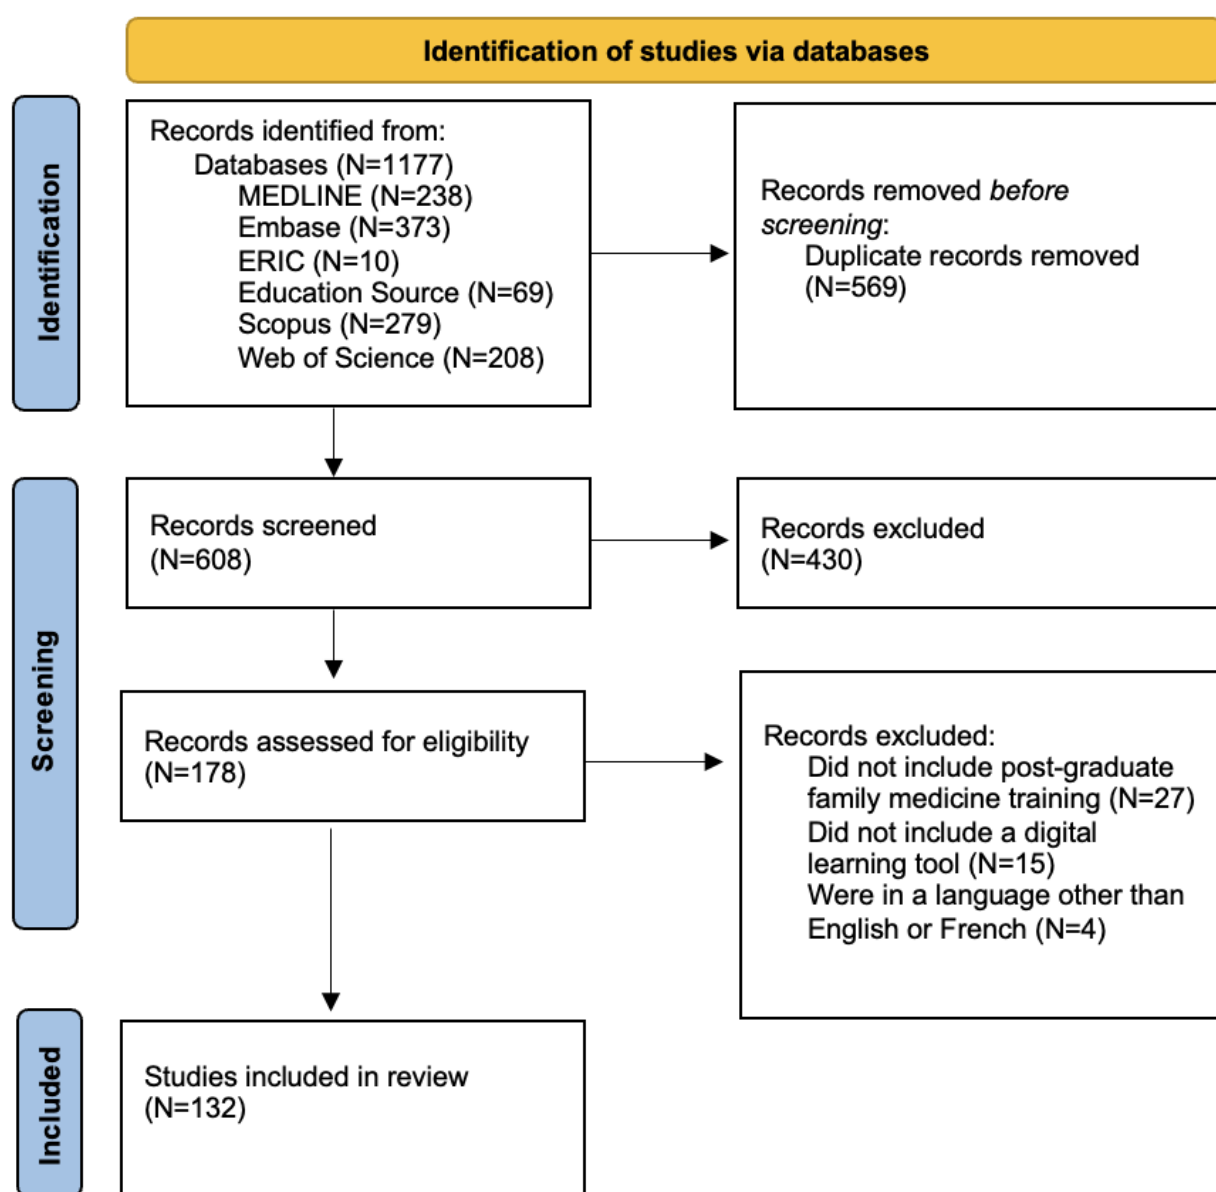 Identification of studies via databases
Identification
Records identified from:
Databases (N=1177)
MEDLINE (N=238)
Embase (N=373)
ERIC (N=10)
Education Source (N=69)
Scopus (N=279)
Web of Science (N=208)
Records removed before
screening:
Duplicate records removed
(N=569)
Screening
Records screened
(N=608)
Records excluded
(N=430)
Records assessed for eligibility
(N=178)
Records excluded:
Did not include post-graduate
family medicine training (N=27)
Did not include a digital
learning tool (N=15)
Were in a language other than
English or French (N=4)
Included
Studies included in review
(N=132)